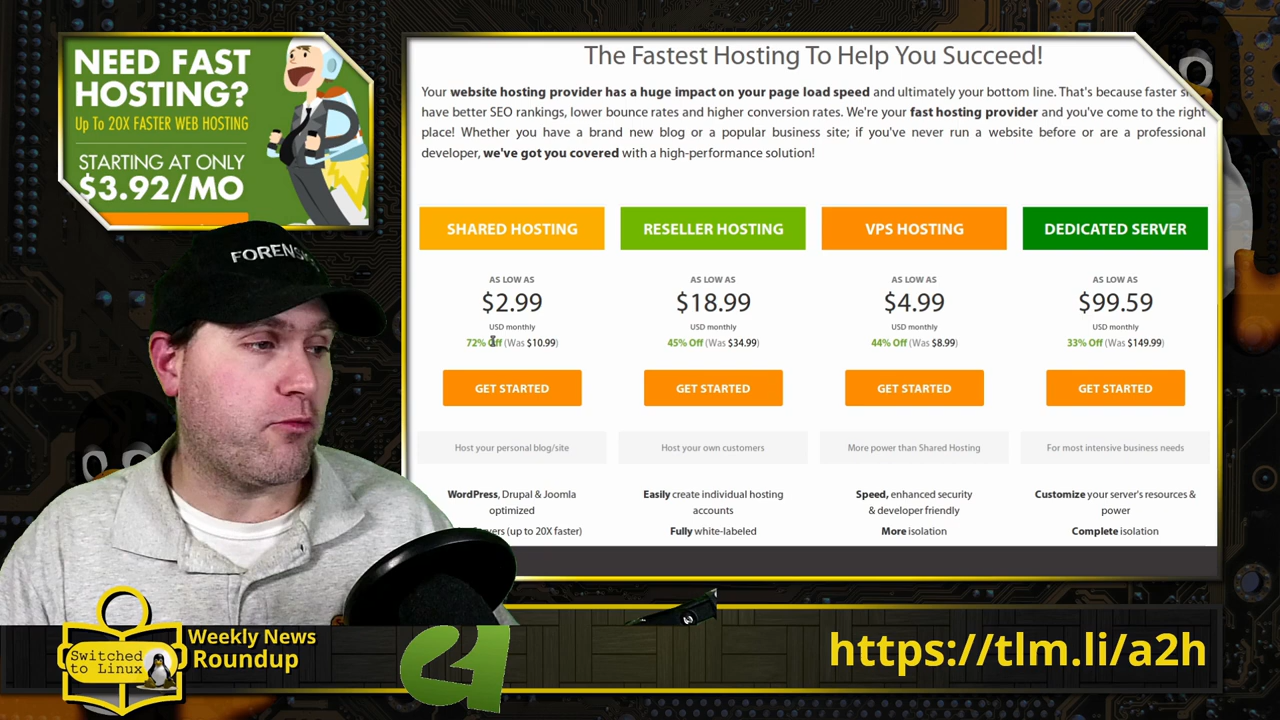 NEED FAST
HOSTING?
Up To 20X FASTER WEB HOSTING
STARTING AT ONLY
$3.92/MO
The Fastest Hosting To Help You Succeed!
Your website hosting provider has a huge impact on your page load speed and ultimately your bottom line. That's because faster
have better SEO rankings, lower bounce rates and higher conversion rates. We're your fast hosting provider and you've come to the right
place! Whether you have a brand new blog or a popular business site; if you've never run a website before or are a professional
developer, we've got you covered with a high-performance solution!
SHARED HOSTING
AS LOW AS
$2.99
USD monthly
72% Off (Was $10.99)
GET STARTED
Host your personal blog/site
WordPress, Drupal & Joomla
optimized
(up to 20X faster)
RESELLER HOSTING
AS LOW AS
$18.99
USD monthly
45% Off (Was $34.99)
GET STARTED
Host your own customers
Easily create individual hosting
accounts
Fully white-labeled
VPS HOSTING
AS LOW AS
$4.99
USD monthly
44% Off (Was $8.99)
GET STARTED
More power than Shared Hosting
Speed, enhanced security
& developer friendly
More isolation
DEDICATED SERVER
AS LOW AS
$99.59
USD monthly
33% Off (Was $149.99)
GET STARTED
For most intensive business needs
Customize your server's resources &
power
Complete isolation
Switched
to Linux
Weekly News
Roundup
https://tlm.li/a2h